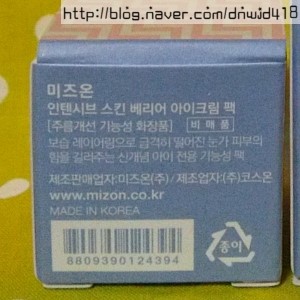 http://blog.naver.com/dnwjd418
미즈온
인텐시브 스킨 베리어 아이크림 팩
[주름개선 기능성 화장품] [비매품]
보습 레이어링으로 급격히 떨어진 눈가 피부의
힘을 길러주는 신개념 아이 전용 기능성 팩
제조판매업자:미즈온(주) / 제조업자:(주)코스온
www.mizon.co.kr
MADE IN KOREA
8809390124394
종이